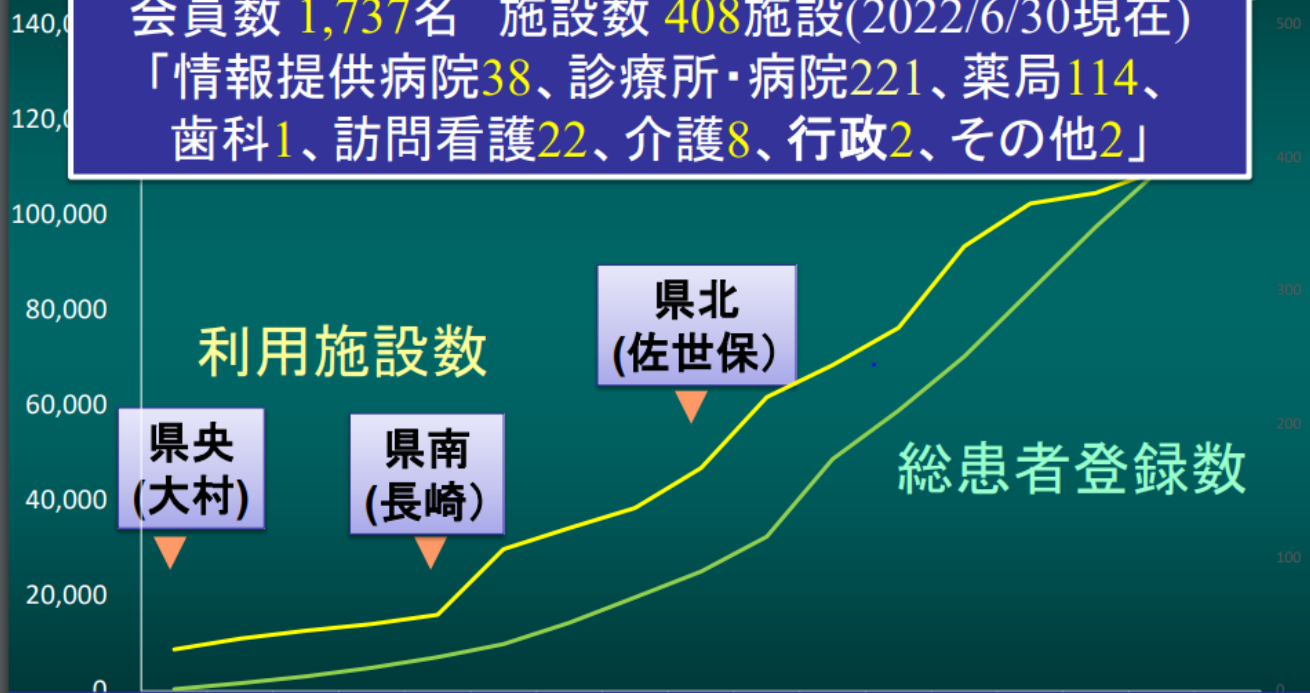 会員数 1,737名 施設数 408施設(2022/6/30現在)
「情報提供病院38、診療所・病院221、薬局114、
歯科1、訪問看護22、介護8、行政2、その他2」
140,0
120,0
100,000
80,000
60,000
40,000
20,000
0
利用施設数
県央
(大村)
県南
(長崎)
県北
(佐世保)
総患者登録数
500
400
300
200
100
0